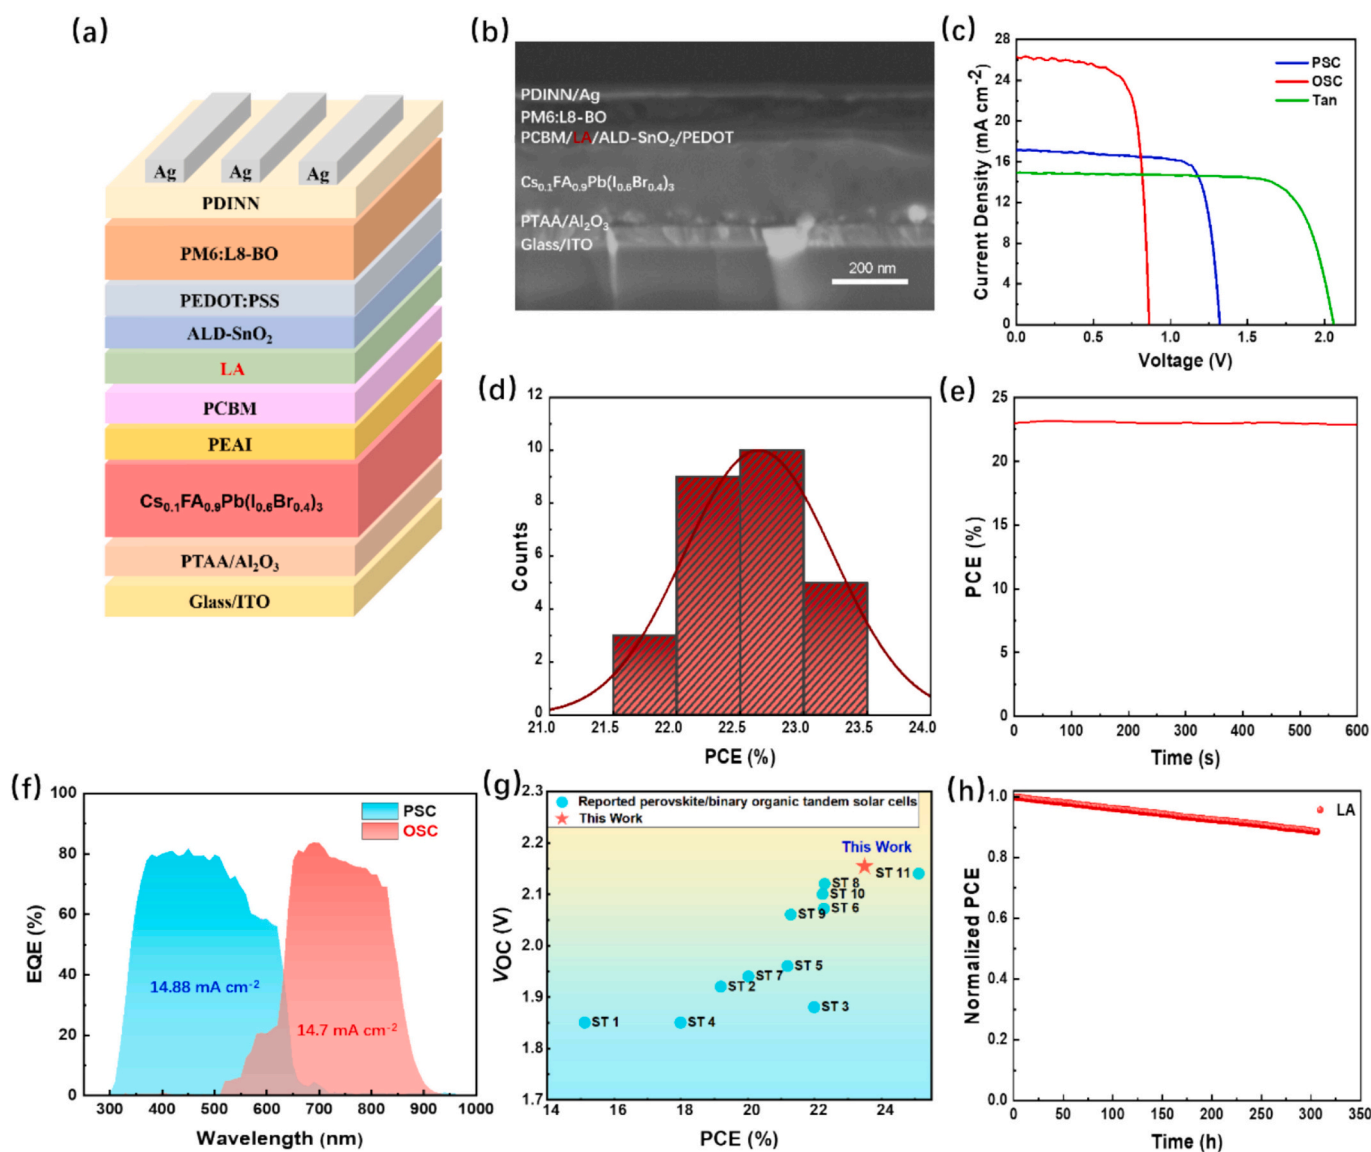 (a)
Ag
Ag
Ag
PDINN
PM6:L8-BO
PEDOT:PSS
ALD-SnO₂
LA
PCBM
PEAI
Cs₀.₁FA₀.₉Pb(I₀.₆Br₀.₄)₃
PTAA/Al₂O₃
Glass/ITO
(b)
PDINN/Ag
PM6:L8-BO
PCBM/LA/ALD-SnO₂/PEDOT
Cs₀.₁FA₀.₉Pb(I₀.₆Br₀.₄)₃
PTAA/Al₂O₃
Glass/ITO
200 nm
(c)
Current Density (mA cm⁻²)
28
24
20
16
12
8
4
0
PSC
OSC
Tan
0.0
0.5
1.0
1.5
2.0
Voltage (V)
(d)
Counts
12
10
8
6
4
2
0
21.0
21.5
22.0
22.5
23.0
23.5
24.0
PCE (%)
(e)
PCE (%)
25
20
15
10
5
0
0
100
200
300
400
500
600
Time (s)
(f)
EQE (%)
100
80
60
40
20
0
PSC
OSC
14.88 mA cm⁻²
14.7 mA cm⁻²
300
400
500
600
700
800
900
1000
Wavelength (nm)
(g)
VOC (V)
2.3
2.2
2.1
2.0
1.9
1.8
1.7
Reported perovskite/binary organic tandem solar cells
This Work
This Work
ST 11
ST 8
ST 10
ST 6
ST 9
ST 5
ST 7
ST 2
ST 3
ST 1
ST 4
14
16
18
20
22
24
PCE (%)
(h)
Normalized PCE
1.0
0.8
0.6
0.4
0.2
0.0
LA
0
50
100
150
200
250
300
350
Time (h)